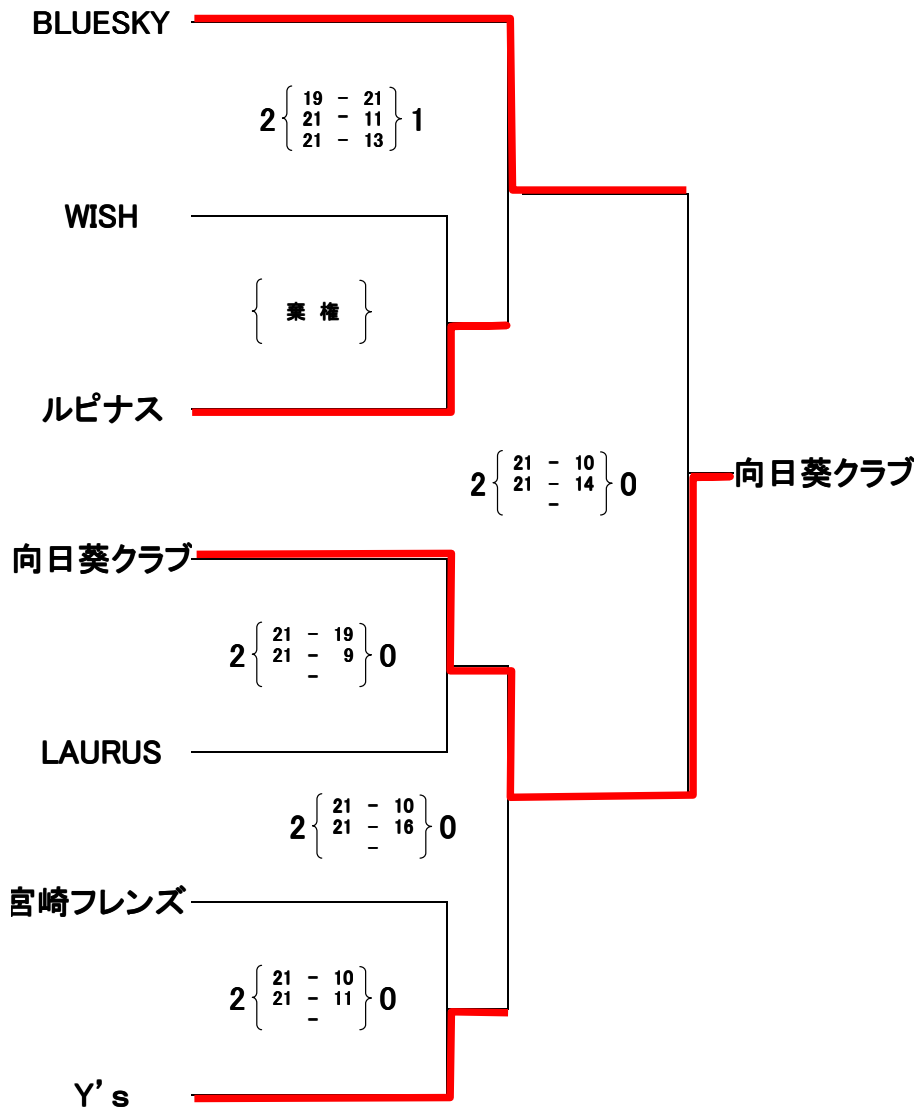 BLUESKY
19 - 21
2 21 - 11 1
21 - 13
WISH
棄 権
ルピナス
21 - 10
2 21 - 14 0
-
向日葵クラブ
向日葵クラブ
21 - 19
2 21 - 9 0
-
LAURUS
21 - 10
2 21 - 16 0
-
宮崎フレンズ
21 - 10
2 21 - 11 0
-
Y's